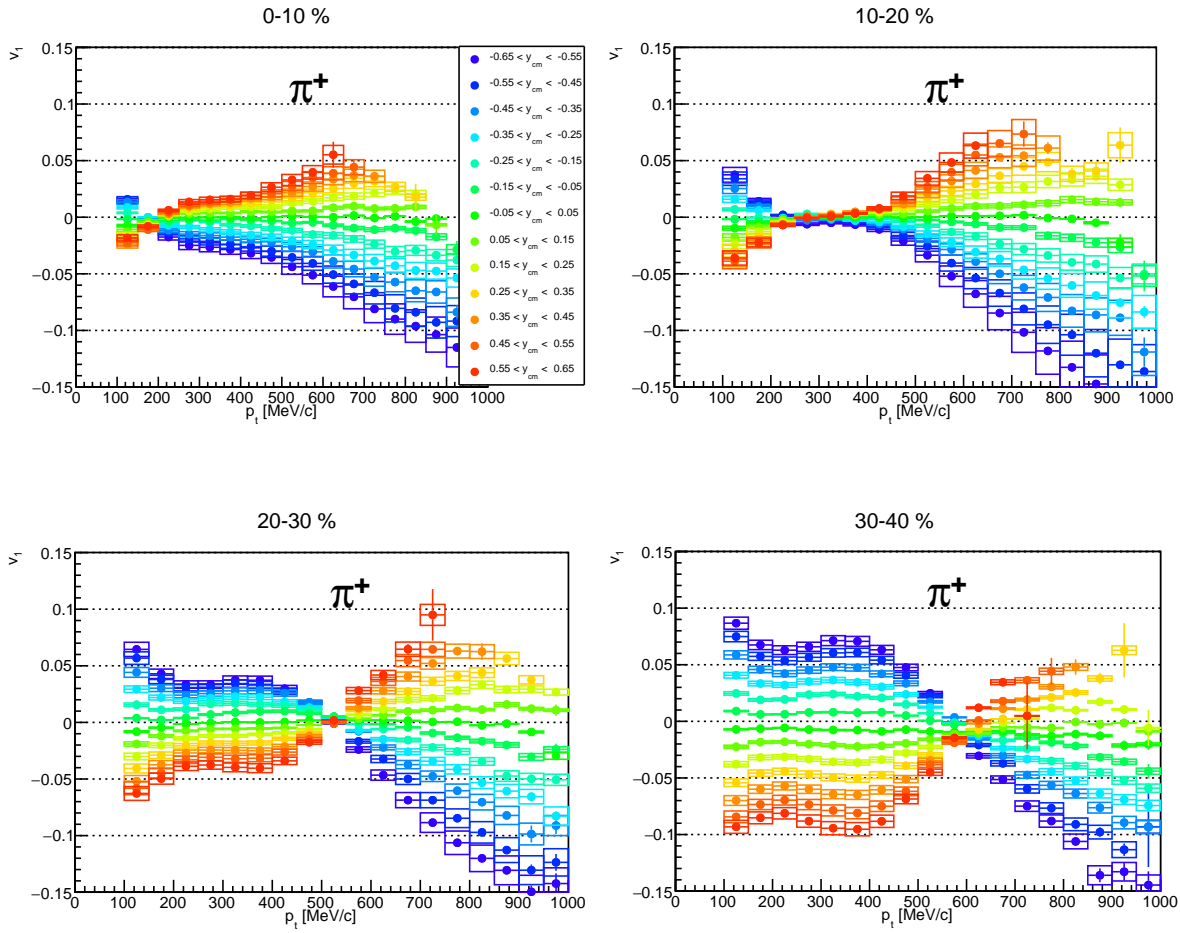 0-10 %
v1
0.15
0.1
0.05
0
−0.05
−0.1
−0.15
π+
-0.65 < ycm < -0.55
-0.55 < ycm < -0.45
-0.45 < ycm < -0.35
-0.35 < ycm < -0.25
-0.25 < ycm < -0.15
-0.15 < ycm < -0.05
-0.05 < ycm < 0.05
0.05 < ycm < 0.15
0.15 < ycm < 0.25
0.25 < ycm < 0.35
0.35 < ycm < 0.45
0.45 < ycm < 0.55
0.55 < ycm < 0.65
0 100 200 300 400 500 600 700 800 900 1000
pt [MeV/c]
10-20 %
v1
0.15
0.1
0.05
0
−0.05
−0.1
−0.15
π+
0 100 200 300 400 500 600 700 800 900 1000
pt [MeV/c]
20-30 %
v1
0.15
0.1
0.05
0
−0.05
−0.1
−0.15
π+
0 100 200 300 400 500 600 700 800 900 1000
pt [MeV/c]
30-40 %
v1
0.15
0.1
0.05
0
−0.05
−0.1
−0.15
π+
0 100 200 300 400 500 600 700 800 900 1000
pt [MeV/c]